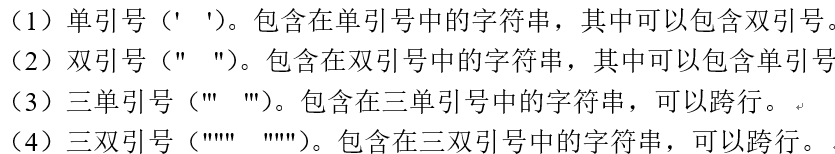 （1）单引号（' '）。包含在单引号中的字符串，其中可以包含双引号。
（2）双引号（" "）。包含在双引号中的字符串，其中可以包含单引号
（3）三单引号（''' '''）。包含在三单引号中的字符串，可以跨行。
（4）三双引号（""" """）。包含在三双引号中的字符串，可以跨行。